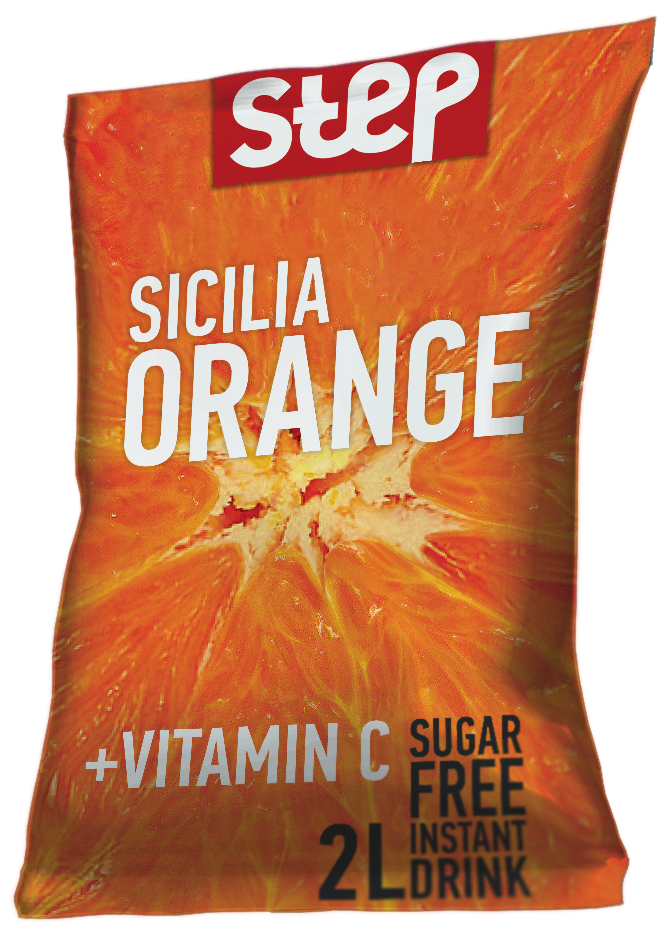 step
SICILIA
ORANGE
+VITAMIN C
SUGAR
FREE
2L INSTANT
DRINK